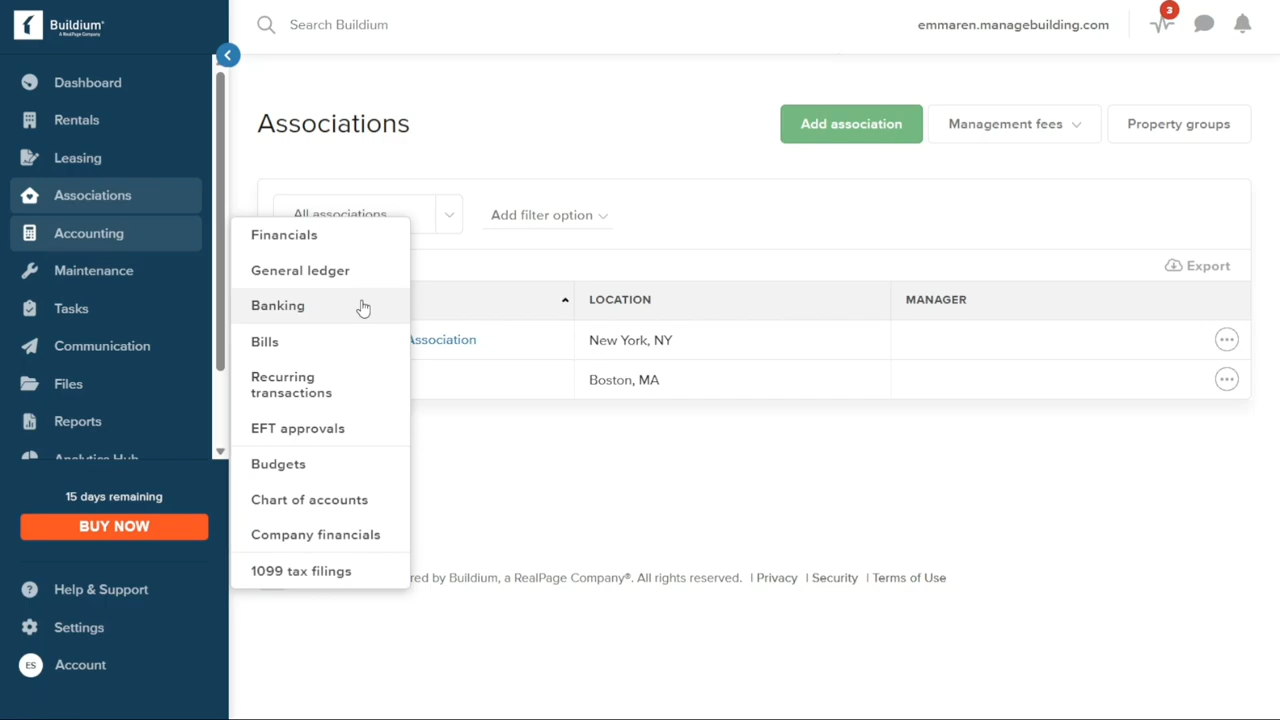 Buildium®
A RealPage Company
Search Buildium
emmaren.managebuilding.com
3
Dashboard
Rentals
Leasing
Associations
Accounting
Maintenance
Tasks
Communication
Files
Reports
Analytics Hub
15 days remaining
BUY NOW
Help & Support
Settings
ES
Account
Associations
Add association
Management fees
Property groups
All associations
Add filter option
Export
LOCATION
MANAGER
Association
New York, NY
Boston, MA
Financials
General ledger
Banking
Bills
Recurring
transactions
EFT approvals
Budgets
Chart of accounts
Company financials
1099 tax filings
red by Buildium, a RealPage Company®. All rights reserved. | Privacy | Security | Terms of Use